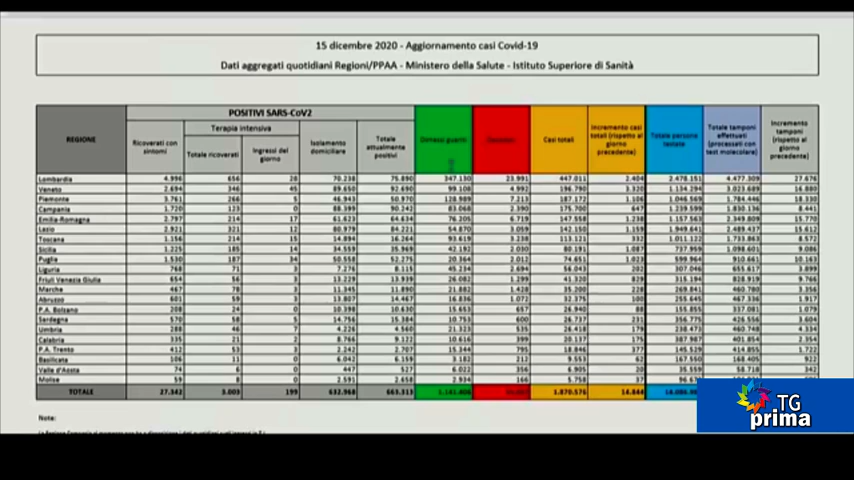 15 dicembre 2020 - Aggiornamento casi Covid-19
Dati aggregati quotidiani Regioni/PPAA - Ministero della Salute - Istituto Superiore di Sanità
REGIONE POSITIVI SARS-CoV2 Dimessi guariti Casi totali Incremento casi totali (rispetto al giorno precedente) Totale persone testate Totale tamponi effettuati (processati con test molecolare) Incremento tamponi (rispetto al giorno precedente)
Ricoverati con sintomi Terapia intensiva Isolamento domiciliare Totale attualmente positivi
Totale ricoverati Ingressi del giorno
Lombardia 4.996 656 28 70.238 75.890 347.130 23.991 447.011 2.404 2.478.151 4.477.309 27.676
Veneto 2.694 346 45 89.650 92.690 99.108 4.992 196.790 3.320 1.134.294 3.023.689 16.880
Piemonte 3.761 266 5 46.943 50.970 128.989 7.213 187.172 1.106 1.046.569 1.784.446 18.330
Campania 1.720 123 0 88.399 90.242 83.068 2.390 175.700 647 1.239.599 1.830.136 8.441
Emilia-Romagna 2.797 214 17 61.623 64.634 76.205 6.719 147.558 1.238 1.157.563 2.349.809 15.770
Lazio 2.921 321 12 80.979 84.221 54.870 3.059 142.150 1.159 1.949.641 2.489.437 15.612
Toscana 1.156 214 15 14.894 16.264 93.619 3.238 113.121 332 1.011.122 1.733.863 8.572
Sicilia 1.225 185 14 34.559 35.969 42.192 2.030 80.191 1.087 737.959 1.098.601 9.086
Puglia 1.530 187 34 50.558 52.275 20.364 2.012 74.651 1.023 599.964 910.661 10.163
Liguria 768 71 3 7.276 8.115 45.234 2.694 56.043 202 307.046 655.617 3.899
Friuli Venezia Giulia 654 56 3 13.229 13.939 26.082 1.299 41.320 829 315.194 828.919 9.766
Marche 467 78 3 11.345 11.890 21.882 1.428 35.200 228 269.841 460.780 3.356
Abruzzo 601 59 3 13.807 14.467 16.836 1.072 32.375 100 255.645 467.336 1.917
P.A. Bolzano 208 24 0 10.398 10.630 15.653 657 26.940 88 155.855 337.081 1.079
Sardegna 570 58 5 14.756 15.384 10.753 600 26.737 231 356.775 426.556 3.604
Umbria 288 46 7 4.226 4.560 21.323 535 26.418 179 238.473 460.748 4.334
Calabria 335 21 2 8.766 9.122 10.616 399 20.137 175 387.989 401.854 2.354
P.A. Trento 412 53 3 2.242 2.707 15.344 795 18.846 377 145.529 414.855 1.722
Basilicata 106 11 0 6.042 6.159 3.182 212 9.553 62 167.550 168.405 922
Valle d'Aosta 74 6 0 447 527 6.022 356 6.905 20 35.559 58.718 342
Molise 59 8 0 2.591 2.658 2.934 166 5.758 37
TOTALE 27.342 3.003 199 632.968 663.313 1.870.576 14.844
Note:
TG
prima